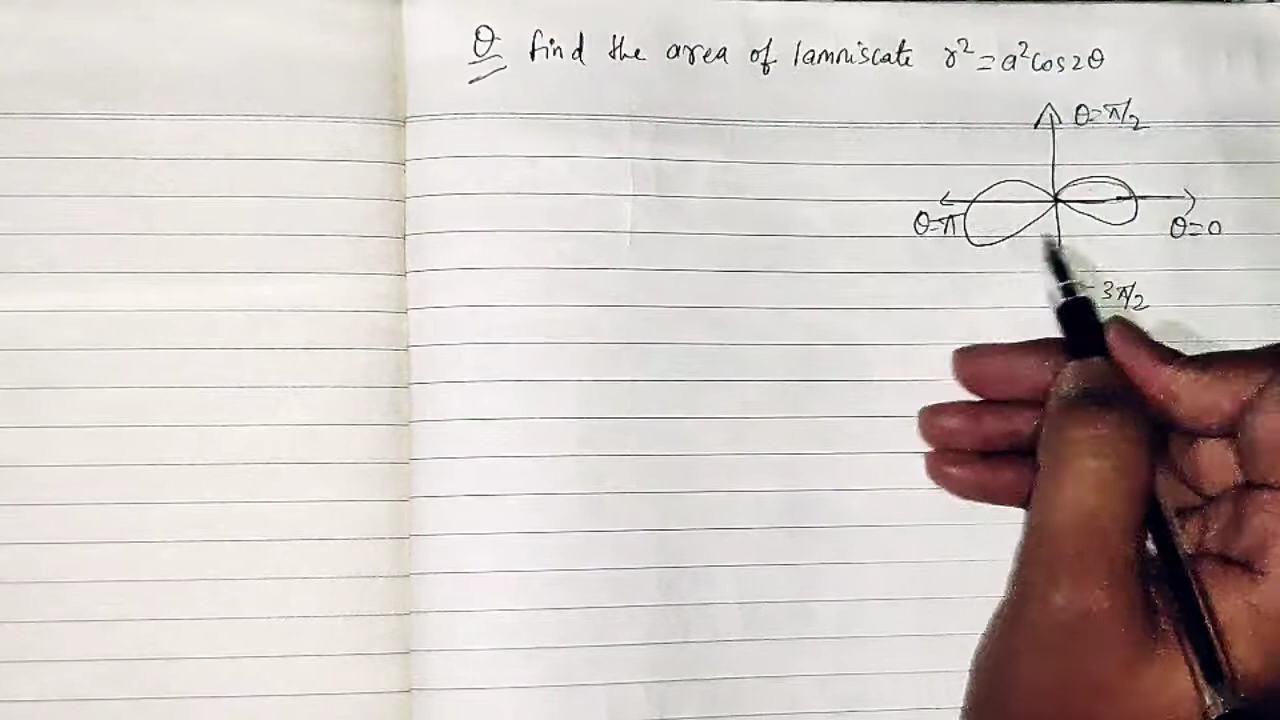 Q find the area of lamniscate r²=a²cos2θ
θ=π/2
θ=π
θ=0
3π/2